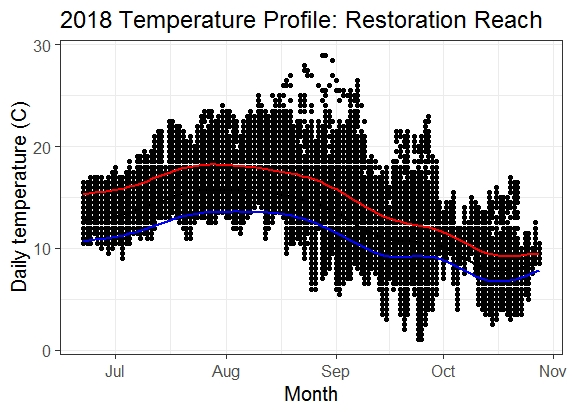 2018 Temperature Profile: Restoration Reach
30
20
10
0
Daily temperature (C)
Jul Aug Sep Oct Nov
Month